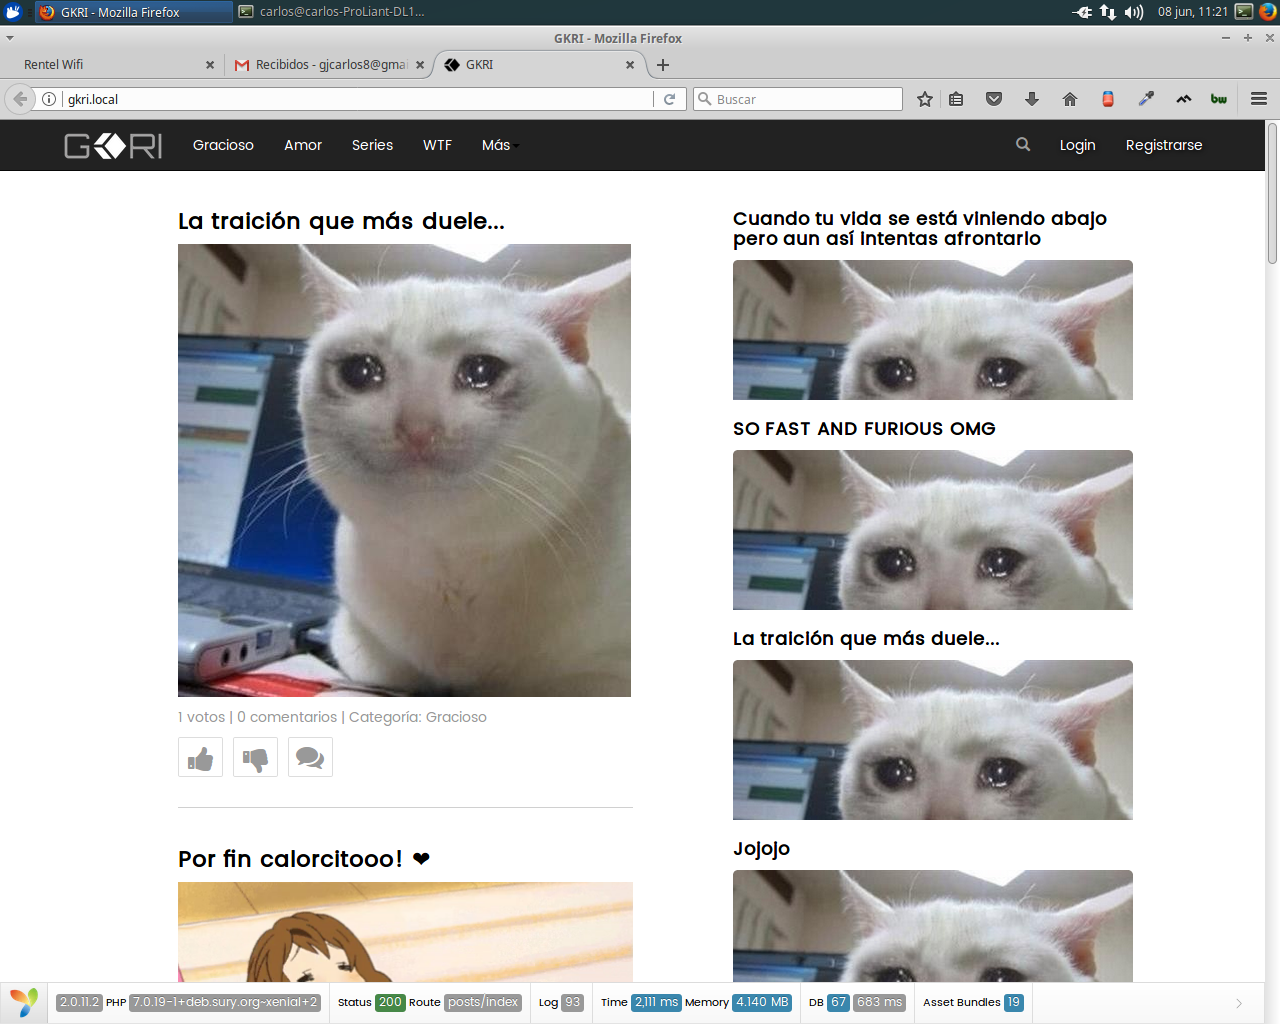 GKRI - Mozilla Firefox
carlos@carlos-ProLiant-DL1...
08 jun, 11:21
GKRI - Mozilla Firefox
Rentel Wifi
Recibidos - gjcarlos8@gmai
GKRI
gkri.local
Buscar
bw
GKRI
Gracioso
Amor
Series
WTF
Más
Login
Registrarse
La traición que más duele...
1 votos | 0 comentarios | Categoría: Gracioso
Por fin calorcitooo! ❤
Cuando tu vida se está viniendo abajo
pero aun así intentas afrontarlo
SO FAST AND FURIOUS OMG
La traición que más duele...
Jojojo
2.0.11.2 PHP 7.0.19-1+deb.sury.org~xenial+2
Status 200 Route posts/index
Log 93
Time 2,111 ms Memory 4.140 MB
DB 67 683 ms
Asset Bundles 19